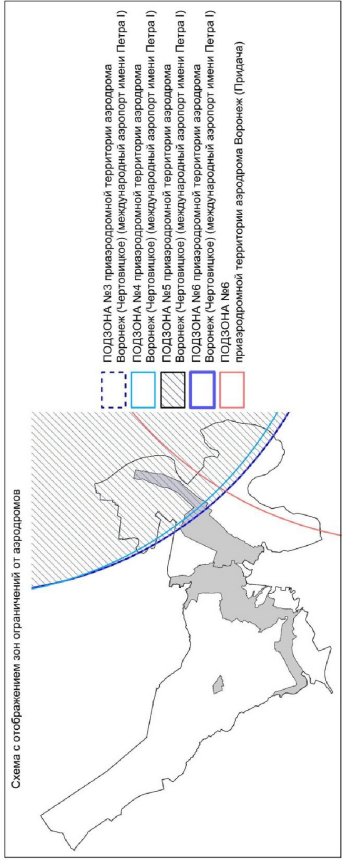 Схема с отображением зон ограничений от аэродромов
ПОДЗОНА №3 приаэродромной территории аэродрома
Воронеж (Чертовицкое) (международный аэропорт имени Петра I)
ПОДЗОНА №4 приаэродромной территории аэродрома
Воронеж (Чертовицкое) (международный аэропорт имени Петра I)
ПОДЗОНА №5 приаэродромной территории аэродрома
Воронеж (Чертовицкое) (международный аэропорт имени Петра I)
ПОДЗОНА №6 приаэродромной территории аэродрома
Воронеж (Чертовицкое) (международный аэропорт имени Петра I)
ПОДЗОНА №6
приаэродромной территории аэродрома Воронеж (Придача)